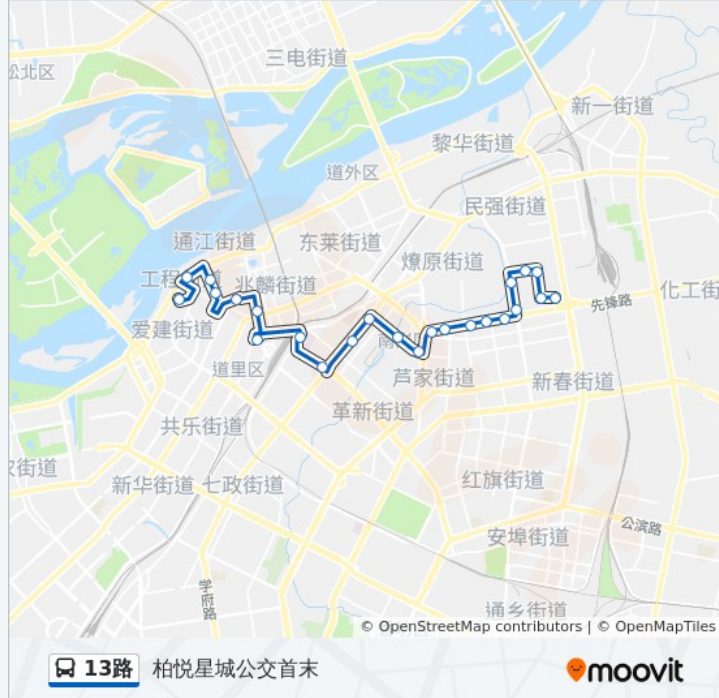 三电街道
松北区
新一街道
黎华街道
道外区
民强街道
通江街道
东莱街道
燎原街道
工程街道
兆麟街道
化工街
先锋路
爱建街道
道里区
芦家街道
新春街道
革新街道
共乐街道
农街道
新华街道
七政街道
红旗街道
公滨路
安埠街道
学府路
通乡街道
© OpenStreetMap contributors | © OpenMapTiles
13路 柏悦星城公交首末
moovit